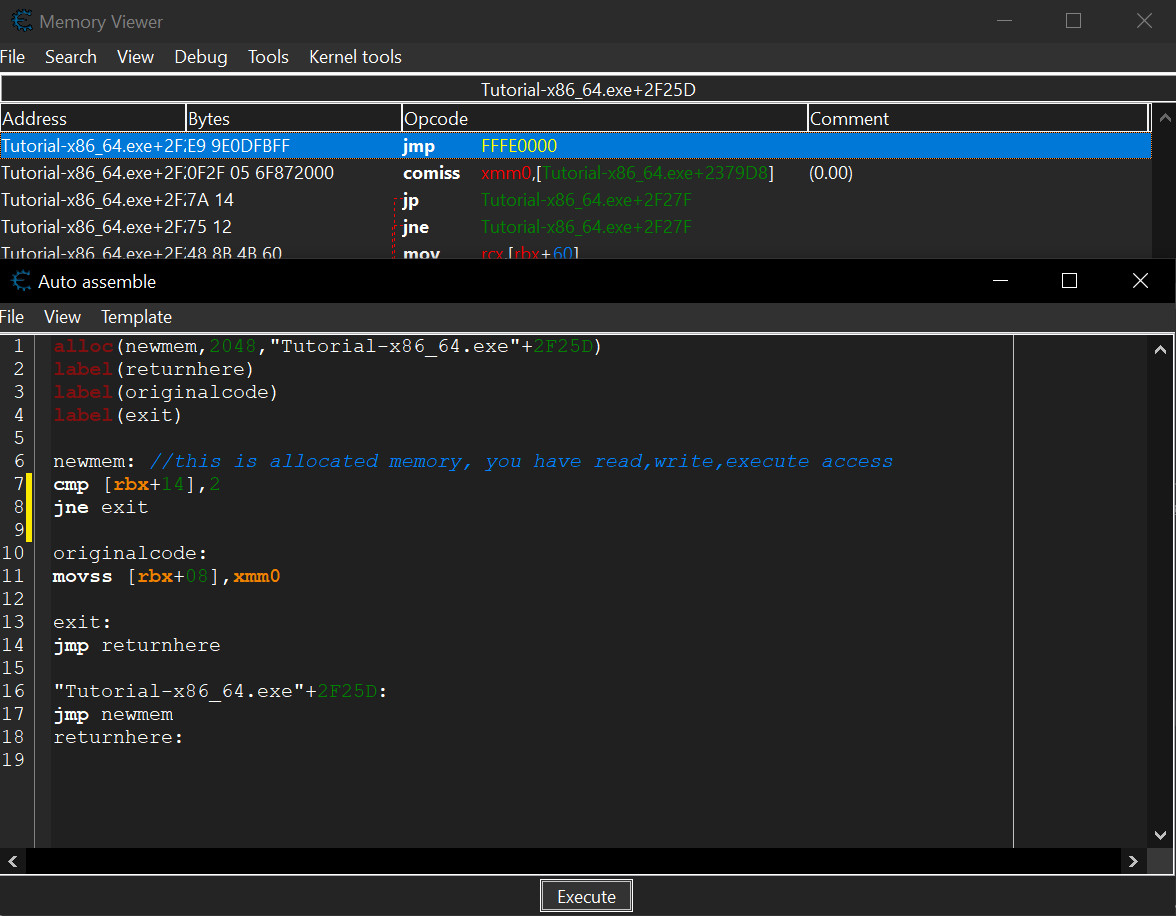 Memory Viewer
File Search View Debug Tools Kernel tools
Tutorial-x86_64.exe+2F25D
Address Bytes Opcode Comment
Tutorial-x86_64.exe+2F2 E9 9E0DFBFF jmp FFFE0000
Tutorial-x86_64.exe+2F2 0F2F 05 6F872000 comiss xmm0,[Tutorial-x86_64.exe+2379D8] (0.00)
Tutorial-x86_64.exe+2F2 7A 14 jp Tutorial-x86_64.exe+2F27F
Tutorial-x86_64.exe+2F2 75 12 jne Tutorial-x86_64.exe+2F27F
Tutorial-x86_64.exe+2F2 48 8B 4B 60 mov rcx,[rbx+60]
Auto assemble
File View Template
1 alloc(newmem,2048,"Tutorial-x86_64.exe"+2F25D)
2 label(returnhere)
3 label(originalcode)
4 label(exit)
5
6 newmem: //this is allocated memory, you have read,write,execute access
7 cmp [rbx+14],2
8 jne exit
9
10 originalcode:
11 movss [rbx+08],xmm0
12
13 exit:
14 jmp returnhere
15
16 "Tutorial-x86_64.exe"+2F25D:
17 jmp newmem
18 returnhere:
19
Execute